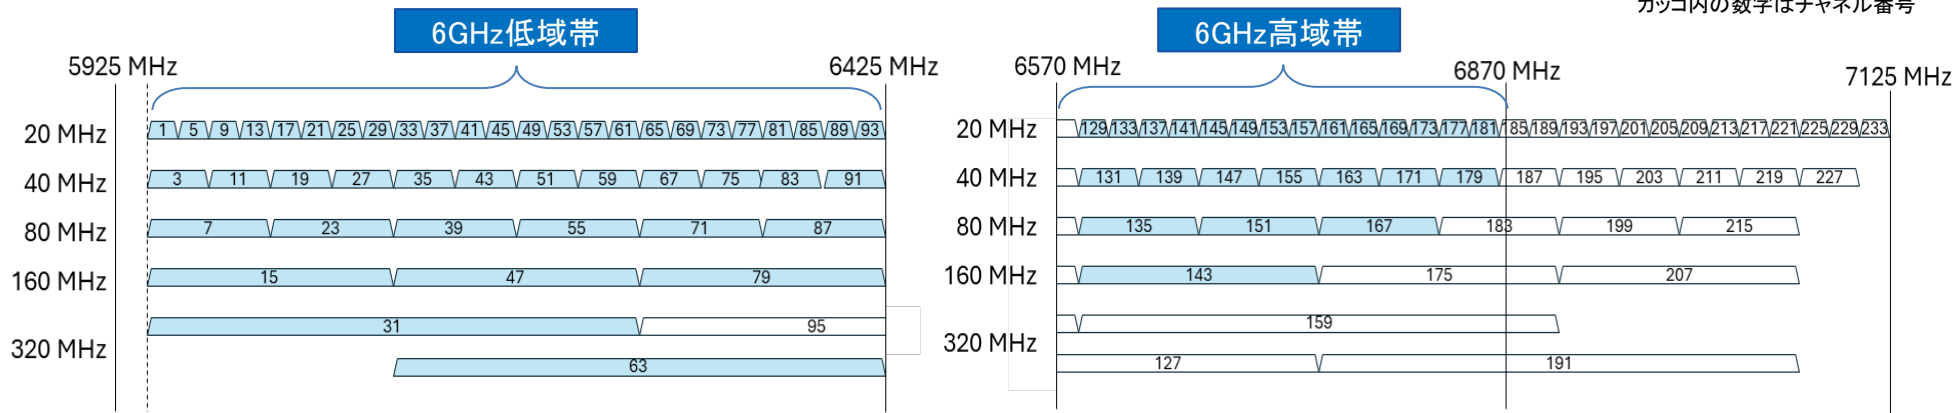 カッコ内の数字はチャネル番号
6GHz低域帯
6GHz高域帯
5925 MHz
6425 MHz
6570 MHz
6870 MHz
7125 MHz
20 MHz
1 5 9 13 17 21 25 29 33 37 41 45 49 53 57 61 65 69 73 77 81 85 89 93
40 MHz
3 11 19 27 35 43 51 59 67 75 83 91
80 MHz
7 23 39 55 71 87
160 MHz
15 47 79
320 MHz
31 95
63
20 MHz
129 133 137 141 145 149 153 157 161 165 169 173 177 181 185 189 193 197 201 205 209 213 217 221 225 229 233
40 MHz
131 139 147 155 163 171 179 187 195 203 211 219 227
80 MHz
135 151 167 183 199 215
160 MHz
143 175 207
320 MHz
159
127 191